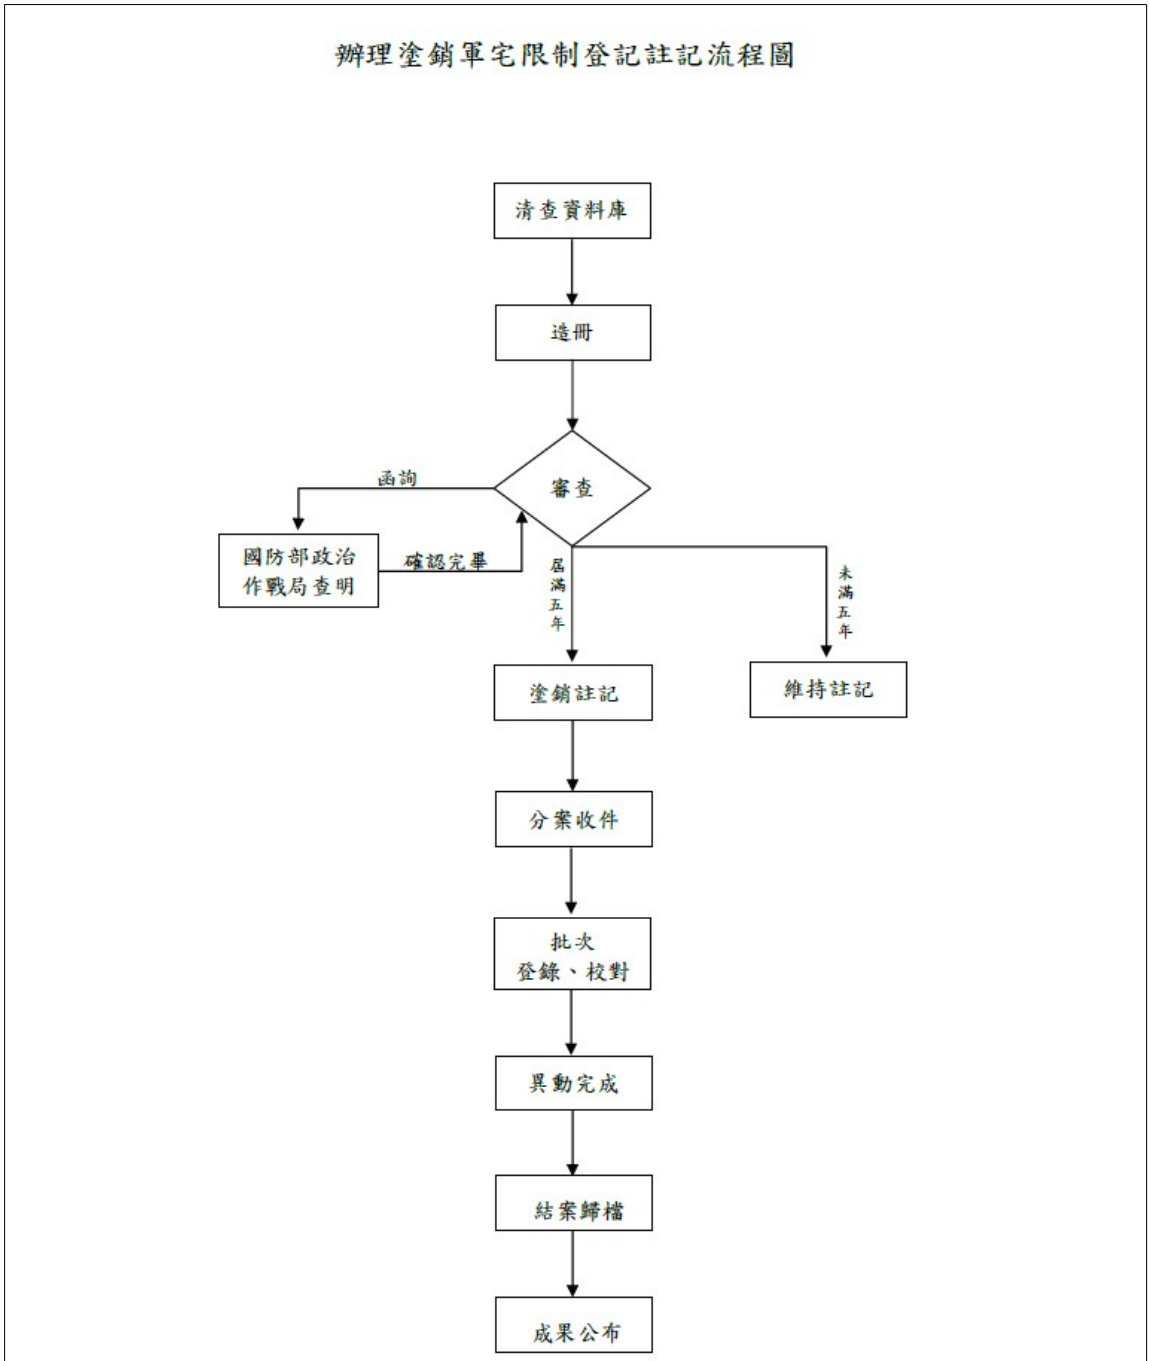 辦理塗銷軍宅限制登記註記流程圖
清查資料庫
造冊
審查
函詢
國防部政治
作戰局查明
確認完畢
屆滿五年
未滿五年
塗銷註記
維持註記
分案收件
批次
登錄、校對
異動完成
結案歸檔
成果公布